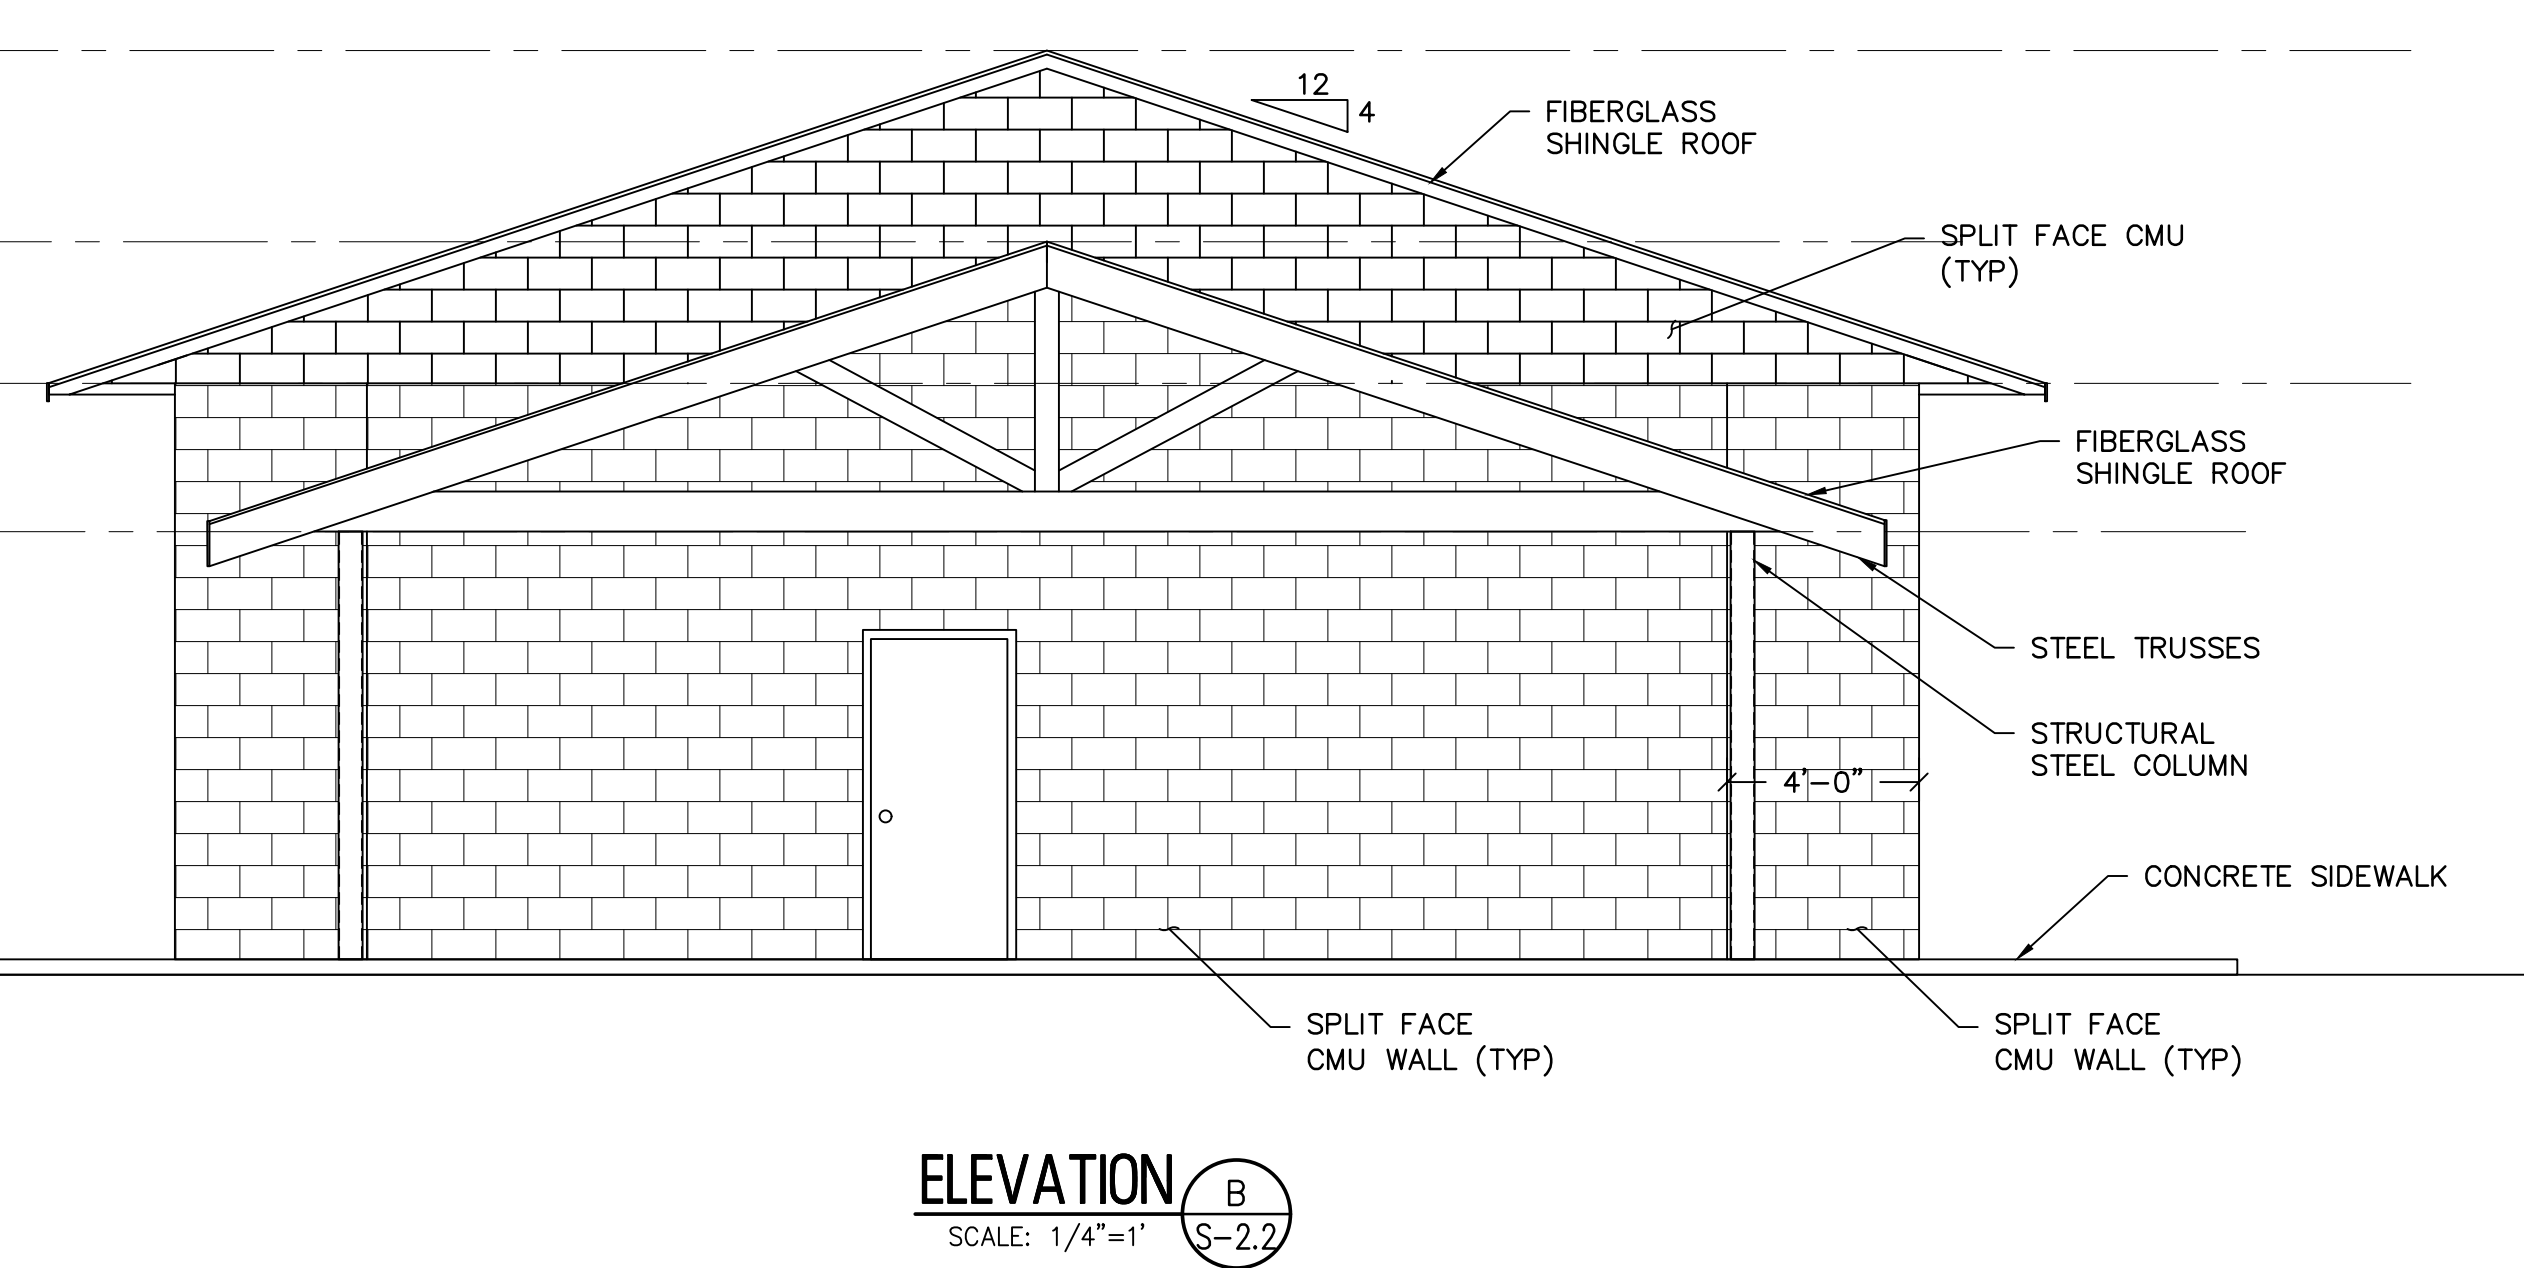 12
4
FIBERGLASS
SHINGLE ROOF
SPLIT FACE CMU
(TYP)
FIBERGLASS
SHINGLE ROOF
STEEL TRUSSES
STRUCTURAL
STEEL COLUMN
4'-0"
CONCRETE SIDEWALK
SPLIT FACE
CMU WALL (TYP)
SPLIT FACE
CMU WALL (TYP)
ELEVATION
SCALE: 1/4"=1'
B
S-2.2